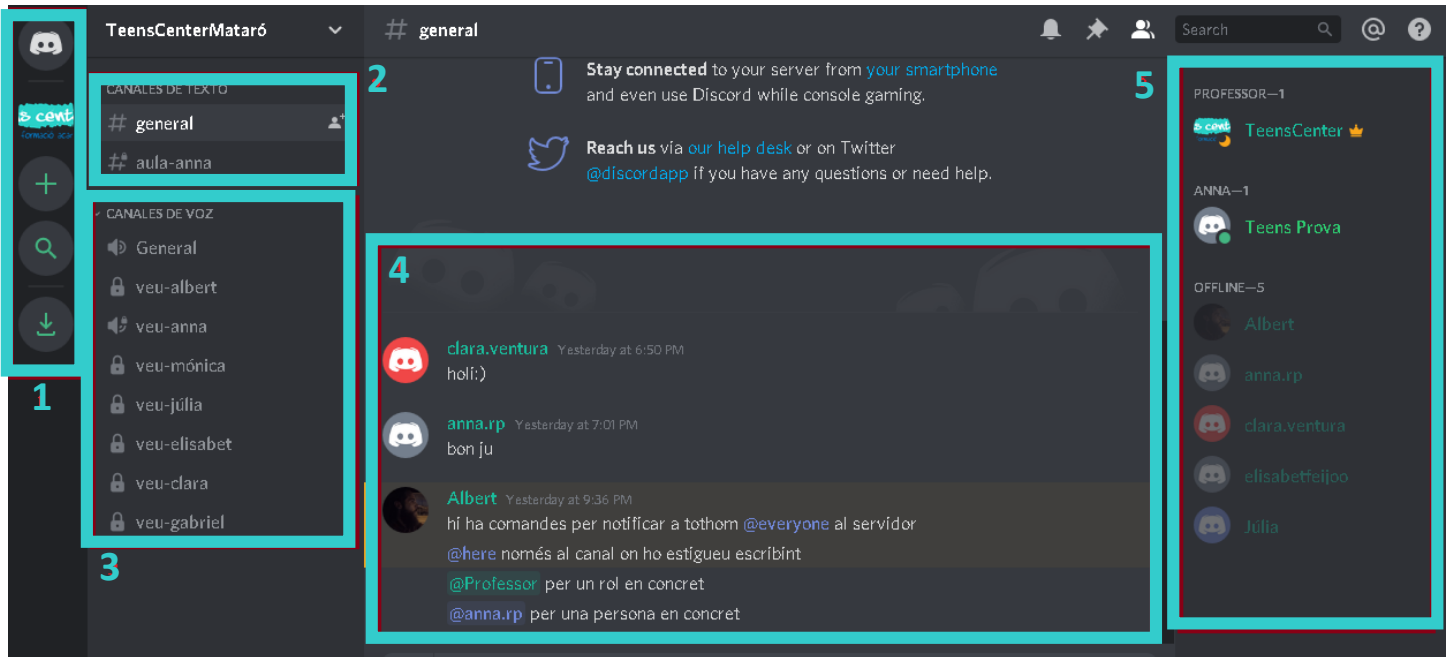 1
TeensCenterMataró
CANALES DE TEXTO
# general
# aula-anna
2
CANALES DE VOZ
General
veu-albert
veu-anna
veu-mónica
veu-júlia
veu-elisabet
veu-clara
veu-gabriel
3
# general
Search
Stay connected to your server from your smartphone
and even use Discord while console gaming.
Reach us via our help desk or on Twitter
@discordapp if you have any questions or need help.
4
clara.ventura Yesterday at 6:50 PM
holi:)
anna.rp Yesterday at 7:01 PM
bon ju
Albert Yesterday at 9:36 PM
hi ha comandes per notificar a tothom @everyone al servidor
@here només al canal on ho estigueu escribint
@Professor per un rol en concret
@anna.rp per una persona en concret
5
PROFESSOR—1
TeensCenter
ANNA—1
Teens Prova
OFFLINE—5
Albert
anna.rp
clara.ventura
elisabetfeijoo
Júlia